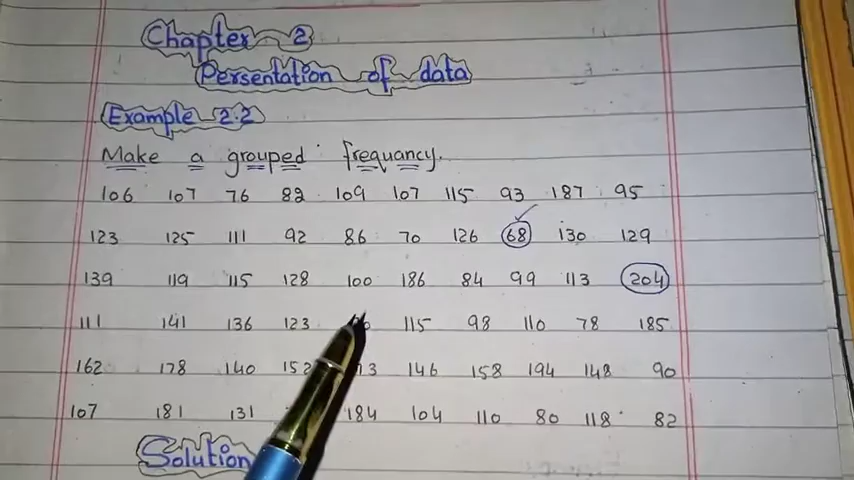 Chapter 2
Persentation of data
Example 2.2
Make a grouped frequancy.
106 107 76 82 109 107 115 93 187 95
123 125 111 92 86 70 126 68 130 129
139 119 115 128 100 186 84 99 113 204
111 141 136 123 115 98 110 78 185
162 178 140 152 146 158 194 148 90
107 181 131 184 104 110 80 118 82
Solution